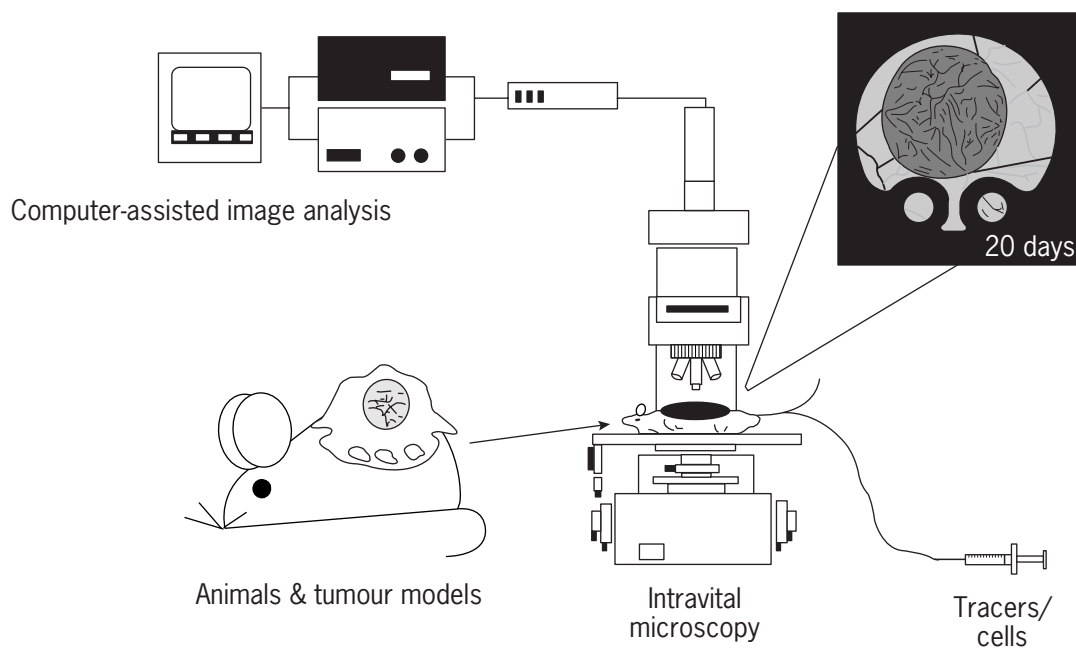 Computer-assisted image analysis
20 days
Animals & tumour models
Intravital
microscopy
Tracers/
cells